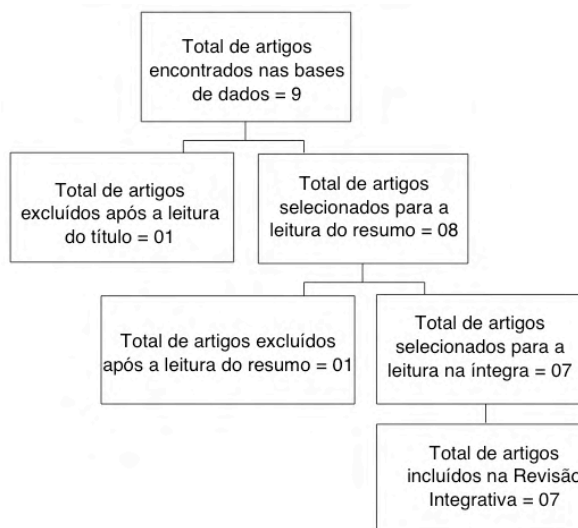 Total de artigos
encontrados nas bases
de dados = 9
Total de artigos
excluídos após a leitura
do título = 01
Total de artigos
selecionados para a
leitura do resumo = 08
Total de artigos excluídos
após a leitura do resumo = 01
Total de artigos
selecionados para a
leitura na íntegra = 07
Total de artigos
incluídos na Revisão
Integrativa = 07